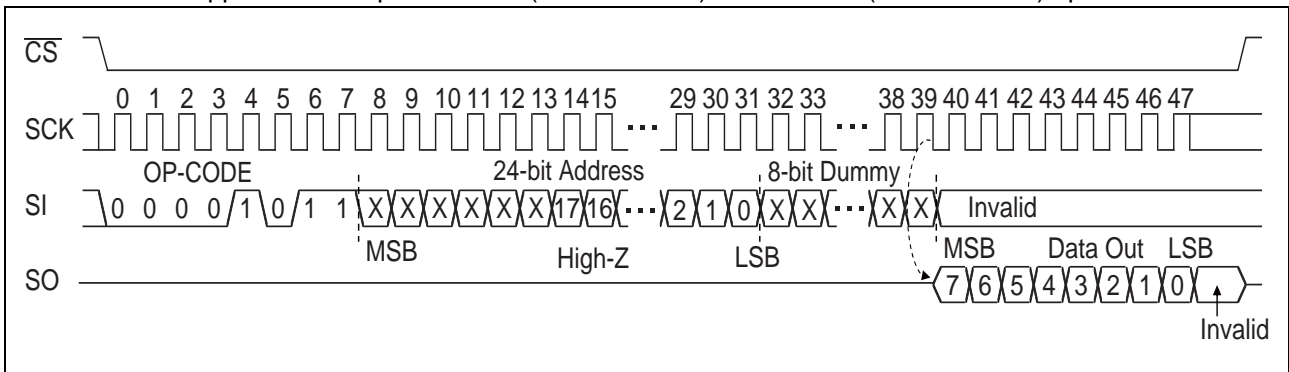 CS
0 1 2 3 4 5 6 7 8 9 10 11 12 13 14 15 29 30 31 32 33 38 39 40 41 42 43 44 45 46 47
SCK
OP-CODE 24-bit Address 8-bit Dummy
SI 0 0 0 0 1 0 1 1 X X X X X X 17 16 2 1 0 X X X X Invalid
MSB High-Z LSB MSB Data Out LSB
SO 7 6 5 4 3 2 1 0
Invalid